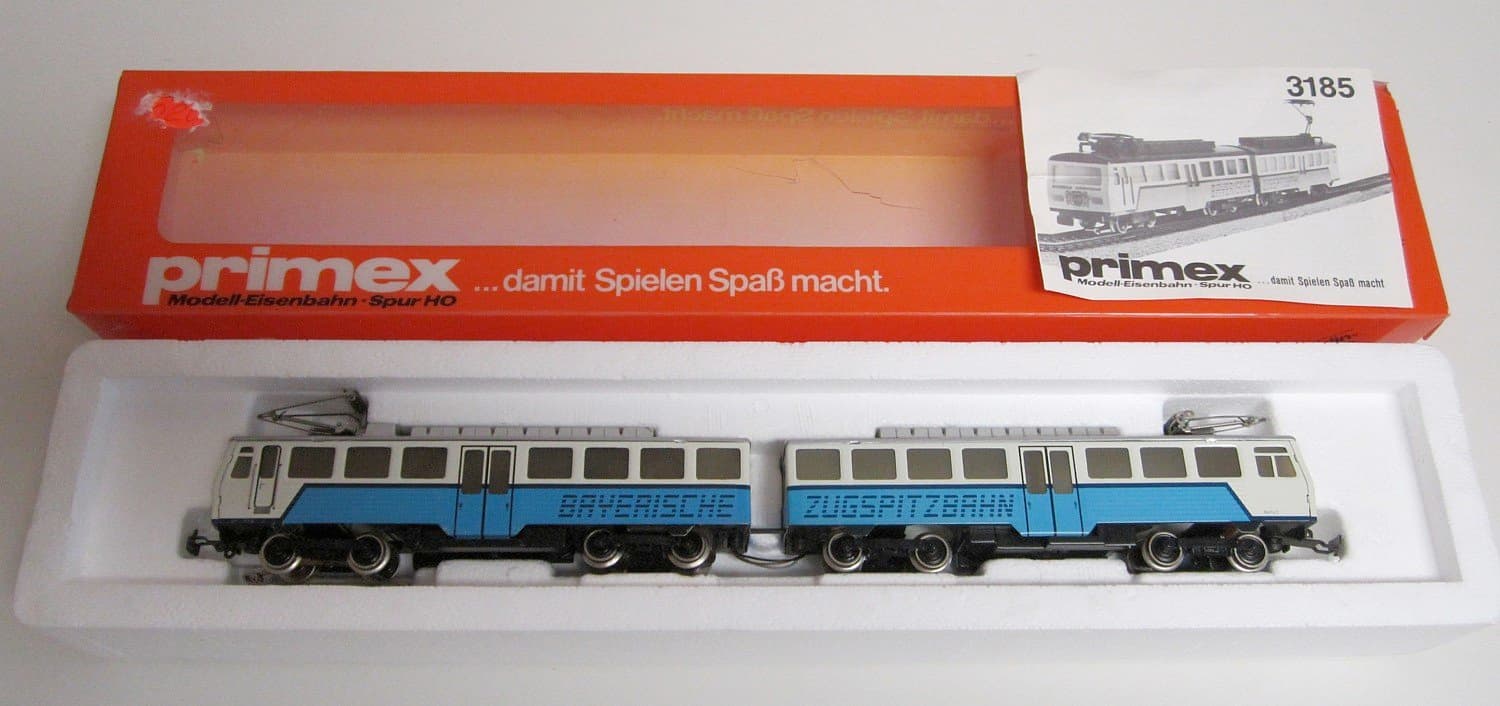 3185
primex
...damit Spielen Spaß macht.
Modell-Eisenbahn · Spur HO
primex
...damit Spielen Spaß macht
Modell-Eisenbahn · Spur HO
BAYERISCHE ZUGSPITZBAHN